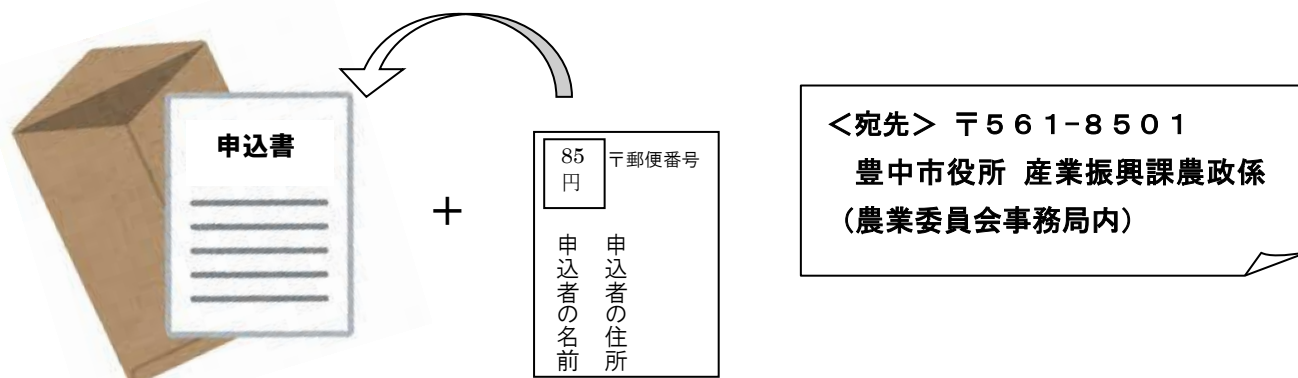 申込書
+
85
円
〒郵便番号
申込者の住所
申込者の名前
<宛先> 〒561-8501
豊中市役所 産業振興課農政係
(農業委員会事務局内)